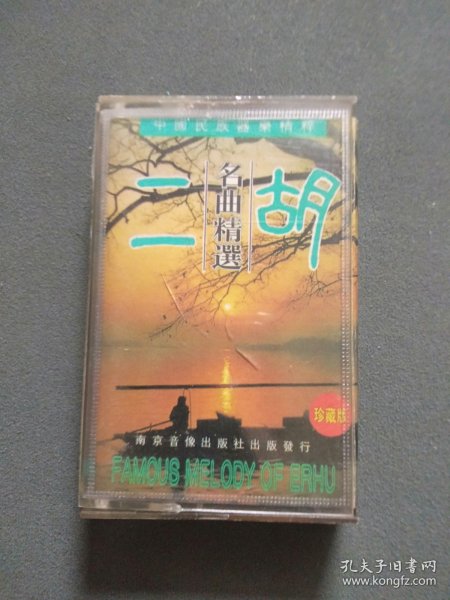 中國民族器樂精粹
二胡
名曲精選
珍藏版
南京音像出版社出版發行
FAMOUS MELODY OF ERHU
孔夫子旧书网
www.kongfz.com